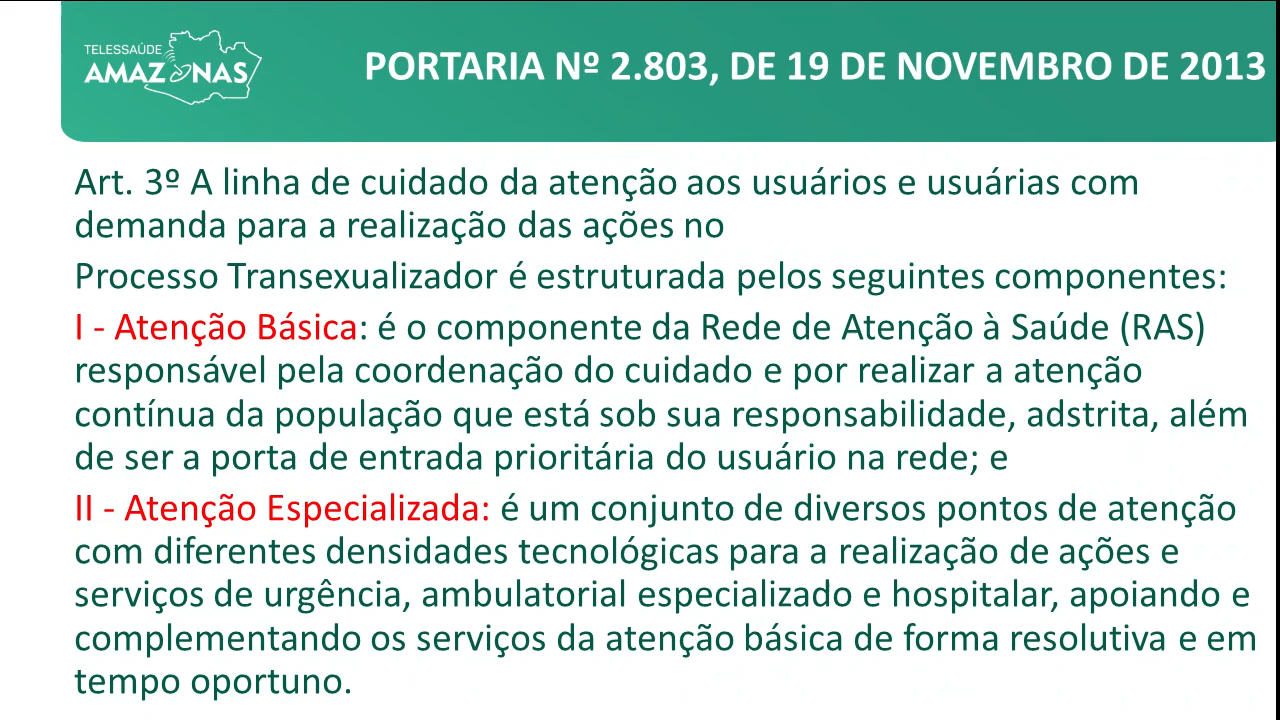 TELESSAÚDE
AMAZONAS
PORTARIA Nº 2.803, DE 19 DE NOVEMBRO DE 2013
Art. 3º A linha de cuidado da atenção aos usuários e usuárias com
demanda para a realização das ações no
Processo Transexualizador é estruturada pelos seguintes componentes:
I - Atenção Básica: é o componente da Rede de Atenção à Saúde (RAS)
responsável pela coordenação do cuidado e por realizar a atenção
contínua da população que está sob sua responsabilidade, adstrita, além
de ser a porta de entrada prioritária do usuário na rede; e
II - Atenção Especializada: é um conjunto de diversos pontos de atenção
com diferentes densidades tecnológicas para a realização de ações e
serviços de urgência, ambulatorial especializado e hospitalar, apoiando e
complementando os serviços da atenção básica de forma resolutiva e em
tempo oportuno.